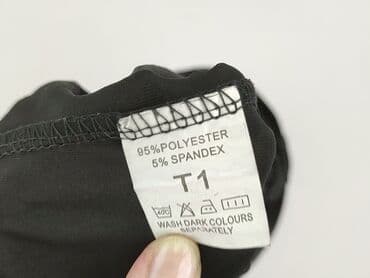 95% POLYESTER
5% SPANDEX
T1
WASH DARK COLOURS
SEPARATELY